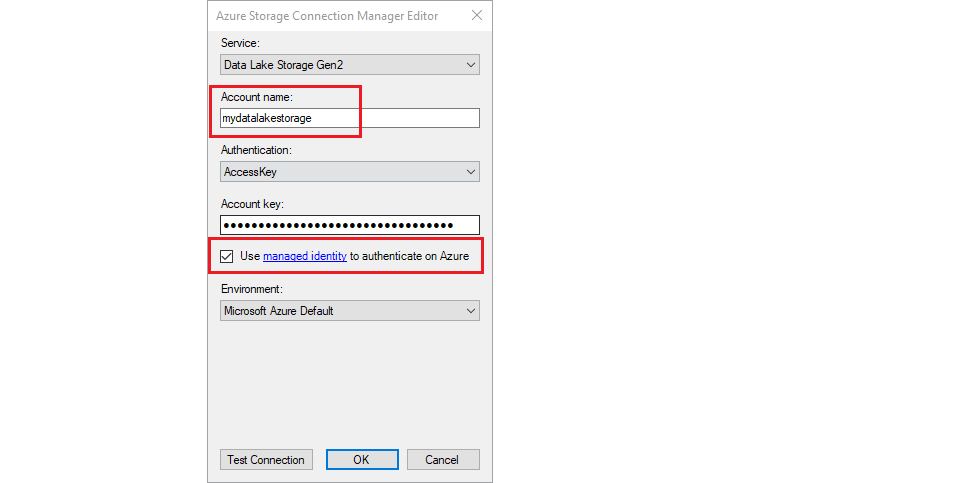 Azure Storage Connection Manager Editor
Service:
Data Lake Storage Gen2
Account name:
mydatalakestorage
Authentication:
AccessKey
Account key:
●●●●●●●●●●●●●●●●●●●●●●●●●●●●●●●●●
Use managed identity to authenticate on Azure
Environment:
Microsoft Azure Default
Test Connection
OK
Cancel